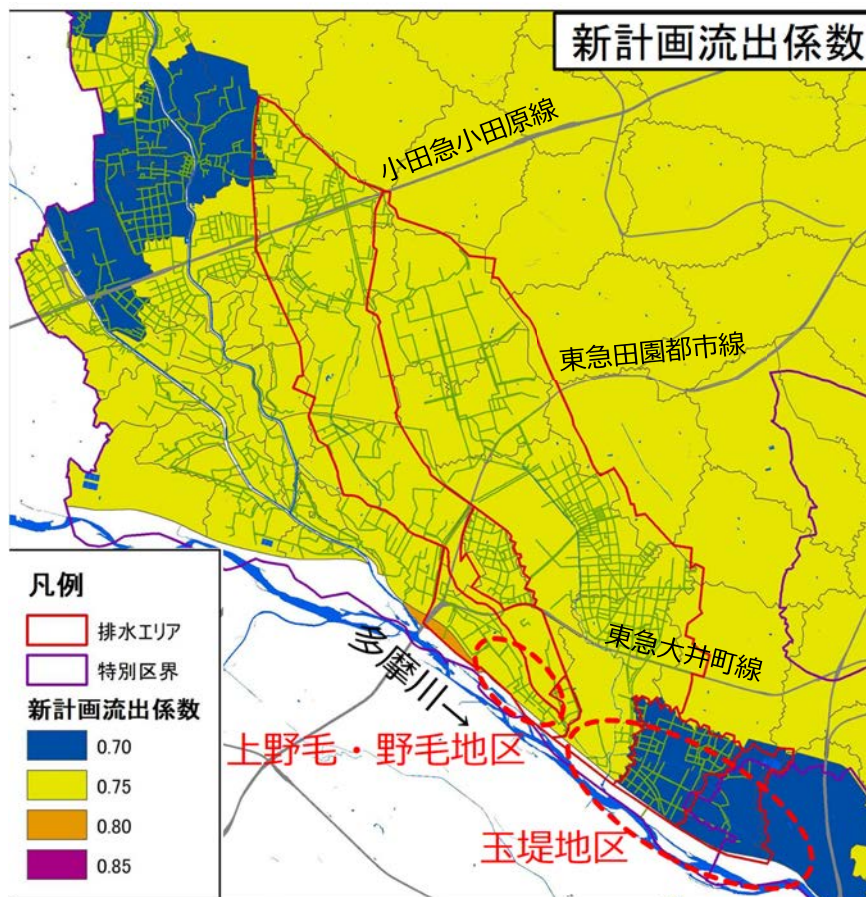 新計画流出係数
小田急小田原線
東急田園都市線
東急大井町線
多摩川→
上野毛・野毛地区
玉堤地区
凡例
排水エリア
特別区界
新計画流出係数
0.70
0.75
0.80
0.85